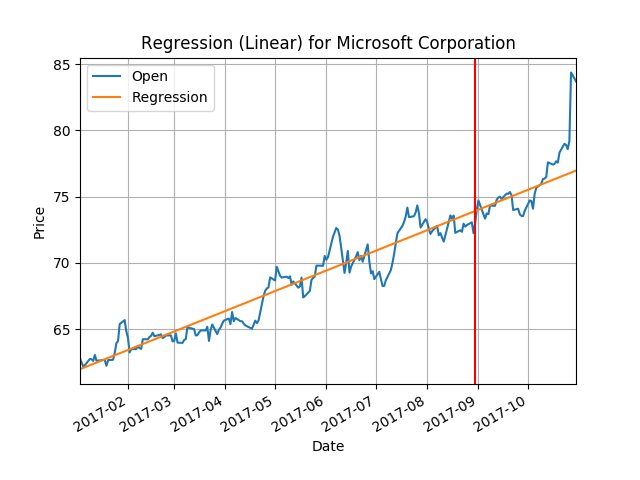 Regression (Linear) for Microsoft Corporation
Open
Regression
85
80
75
70
65
Price
2017-02
2017-03
2017-04
2017-05
2017-06
2017-07
2017-08
2017-09
2017-10
Date